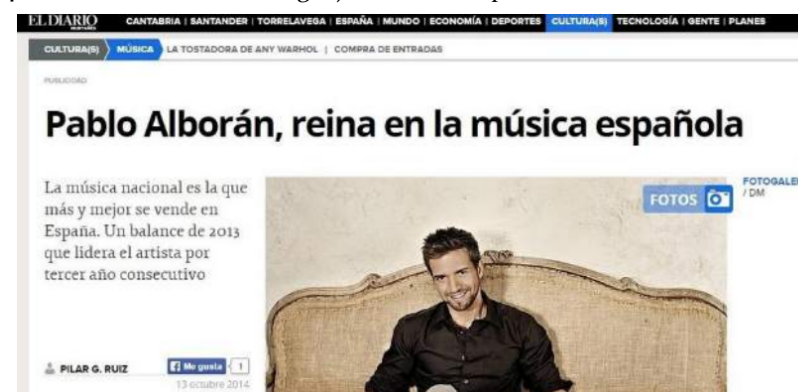 EL DIARIO
CANTABRIA | SANTANDER | TORRELAVEGA | ESPAÑA | MUNDO | ECONOMÍA | DEPORTES CULTURA(S) TECNOLOGÍA | GENTE | PLANES
CULTURA(S) MÚSICA LA TOSTADORA DE ANY WARHOL | COMPRA DE ENTRADAS
PUBLICIDAD
Pablo Alborán, reina en la música española
La música nacional es la que
más y mejor se vende en
España. Un balance de 2013
que lidera el artista por
tercer año consecutivo
FOTOS
FOTOGALE
/ DM
PILAR G. RUIZ
Me gusta 1
13 octubre 2014